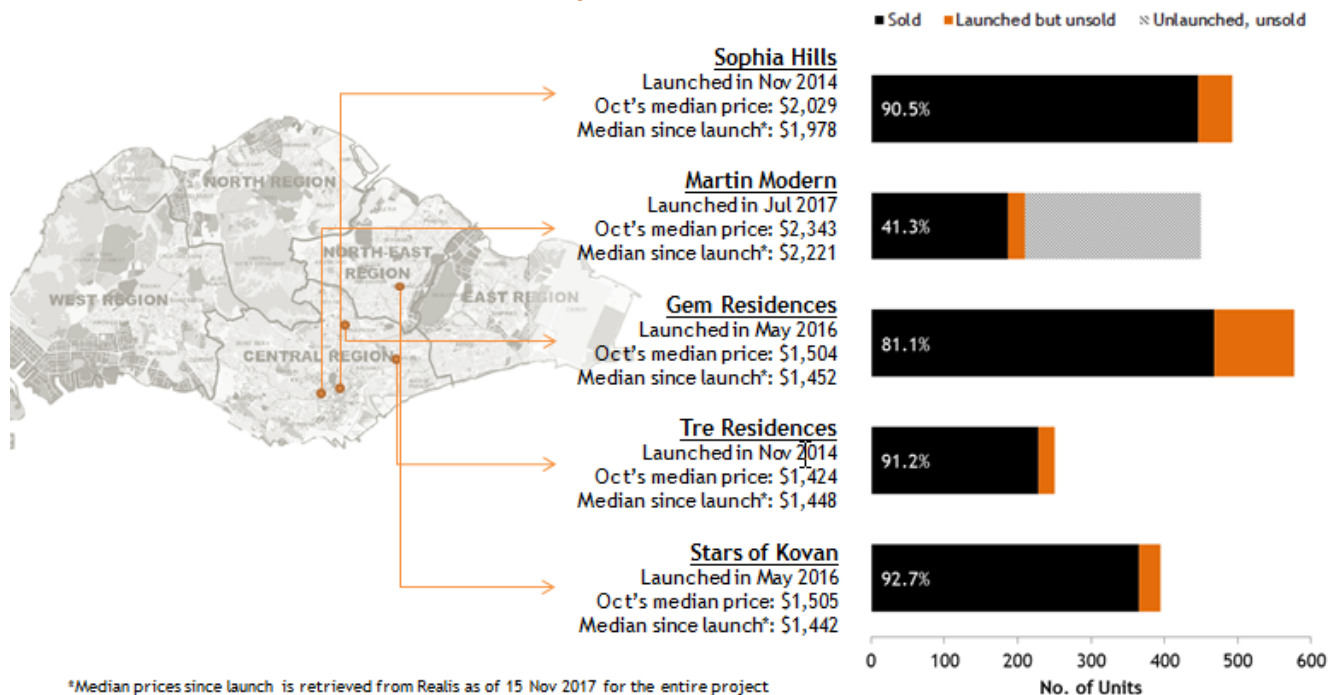 Sold
Launched but unsold
Unlaunched, unsold
Sophia Hills
Launched in Nov 2014
Oct's median price: $2,029
Median since launch*: $1,978
90.5%
Martin Modern
Launched in Jul 2017
Oct's median price: $2,343
Median since launch*: $2,221
41.3%
Gem Residences
Launched in May 2016
Oct's median price: $1,504
Median since launch*: $1,452
81.1%
Tre Residences
Launched in Nov 2014
Oct's median price: $1,424
Median since launch*: $1,448
91.2%
Stars of Kovan
Launched in May 2016
Oct's median price: $1,505
Median since launch*: $1,442
92.7%
NORTH REGION
NORTH-EAST
REGION
WEST REGION
EAST REGION
CENTRAL REGION
0 100 200 300 400 500 600
No. of Units
*Median prices since launch is retrieved from Realis as of 15 Nov 2017 for the entire project